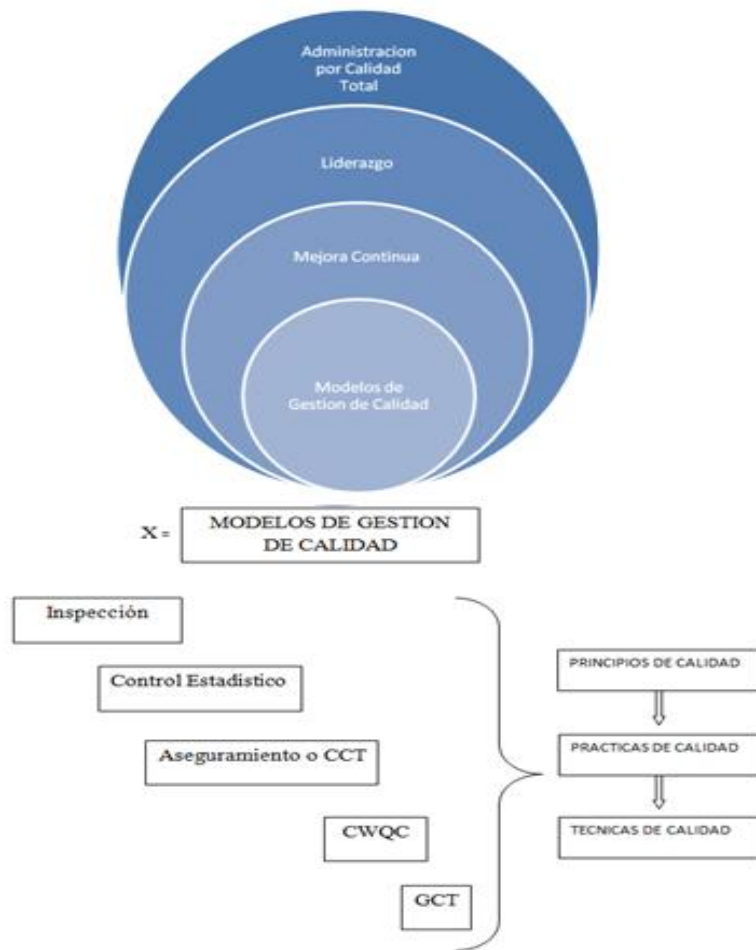 Administracion
por Calidad
Total
Liderazgo
Mejora Continua
Modelos de
Gestion de Calidad
X =
MODELOS DE GESTION
DE CALIDAD
Inspección
Control Estadístico
Aseguramiento o CCT
CWQC
GCT
PRINCIPIOS DE CALIDAD
PRACTICAS DE CALIDAD
TECNICAS DE CALIDAD